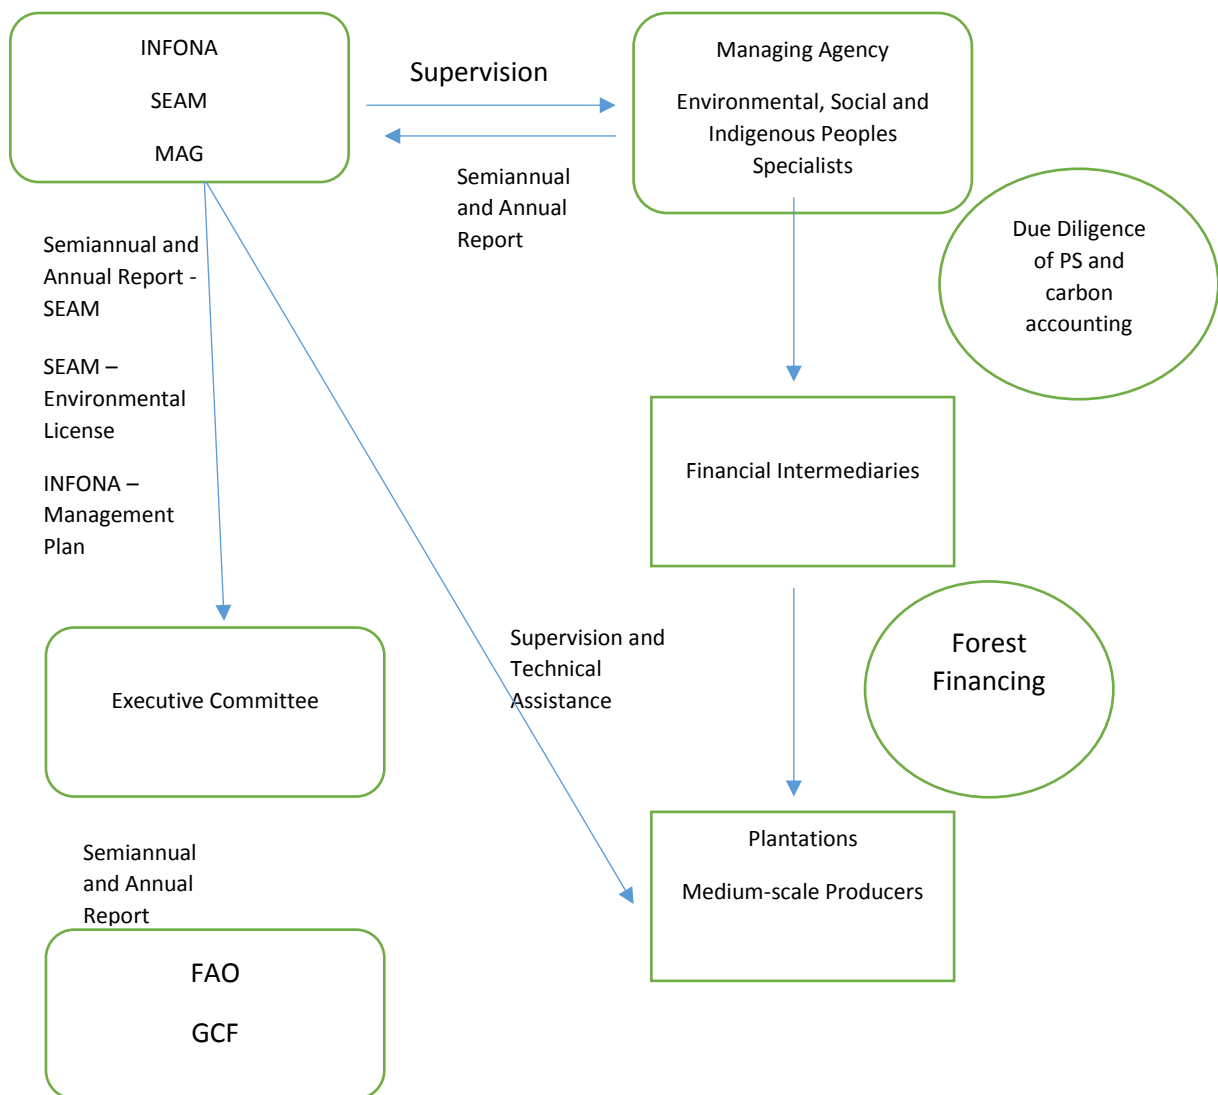 INFONA
SEAM
MAG
Supervision
Managing Agency
Environmental, Social and
Indigenous Peoples
Specialists
Semiannual
and Annual
Report
Due Diligence
of PS and
carbon
accounting
Semiannual and
Annual Report -
SEAM
SEAM –
Environmental
License
INFONA –
Management
Plan
Financial Intermediaries
Supervision and
Technical
Assistance
Forest
Financing
Executive Committee
Plantations
Medium-scale Producers
Semiannual
and Annual
Report
FAO
GCF